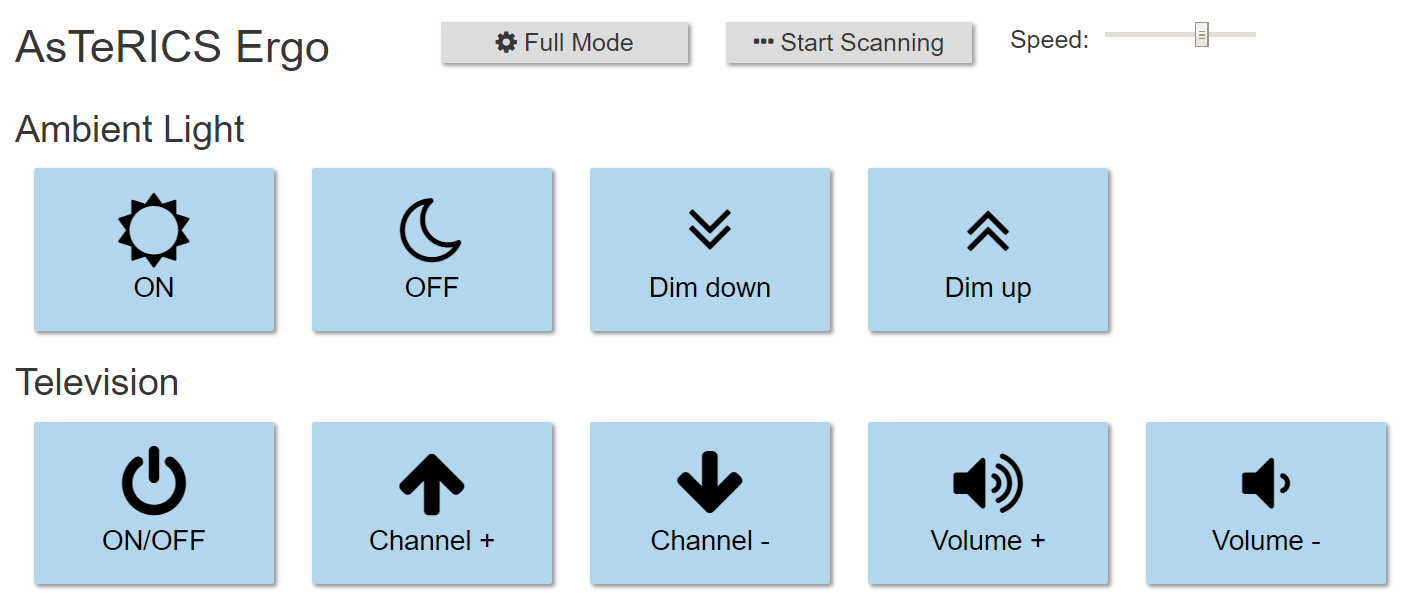 AsTeRICS Ergo
Full Mode
Start Scanning
Speed:
Ambient Light
ON
OFF
Dim down
Dim up
Television
ON/OFF
Channel +
Channel -
Volume +
Volume -